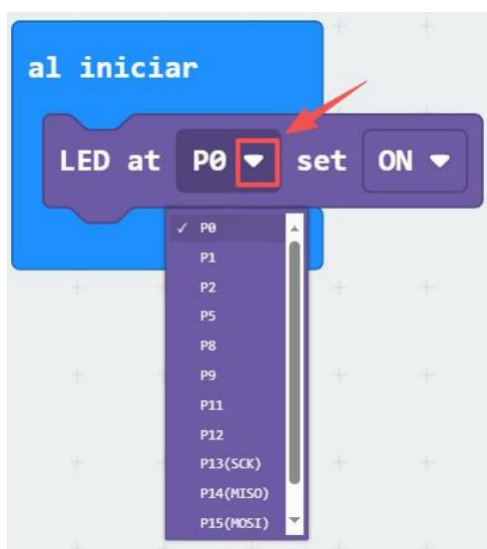 al iniciar
LED at P0 set ON
✓ P0
P1
P2
P5
P8
P9
P11
P12
P13(SCK)
P14(MISO)
P15(MOSI)